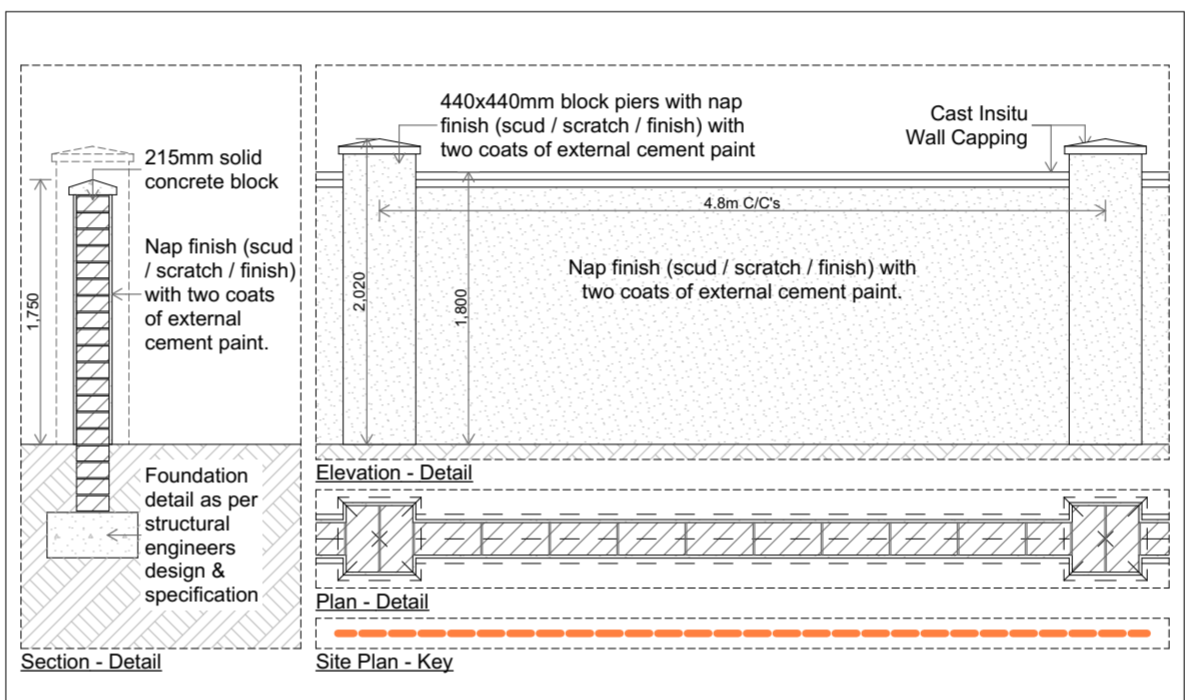 215mm solid
concrete block
Nap finish (scud
/ scratch / finish)
with two coats
of external
cement paint.
1,750
Foundation
detail as per
structural
engineers
design &
specification
Section - Detail
440x440mm block piers with nap
finish (scud / scratch / finish) with
two coats of external cement paint
Cast Insitu
Wall Capping
4.8m C/C's
2,020
1,800
Nap finish (scud / scratch / finish) with
two coats of external cement paint.
Elevation - Detail
Plan - Detail
Site Plan - Key